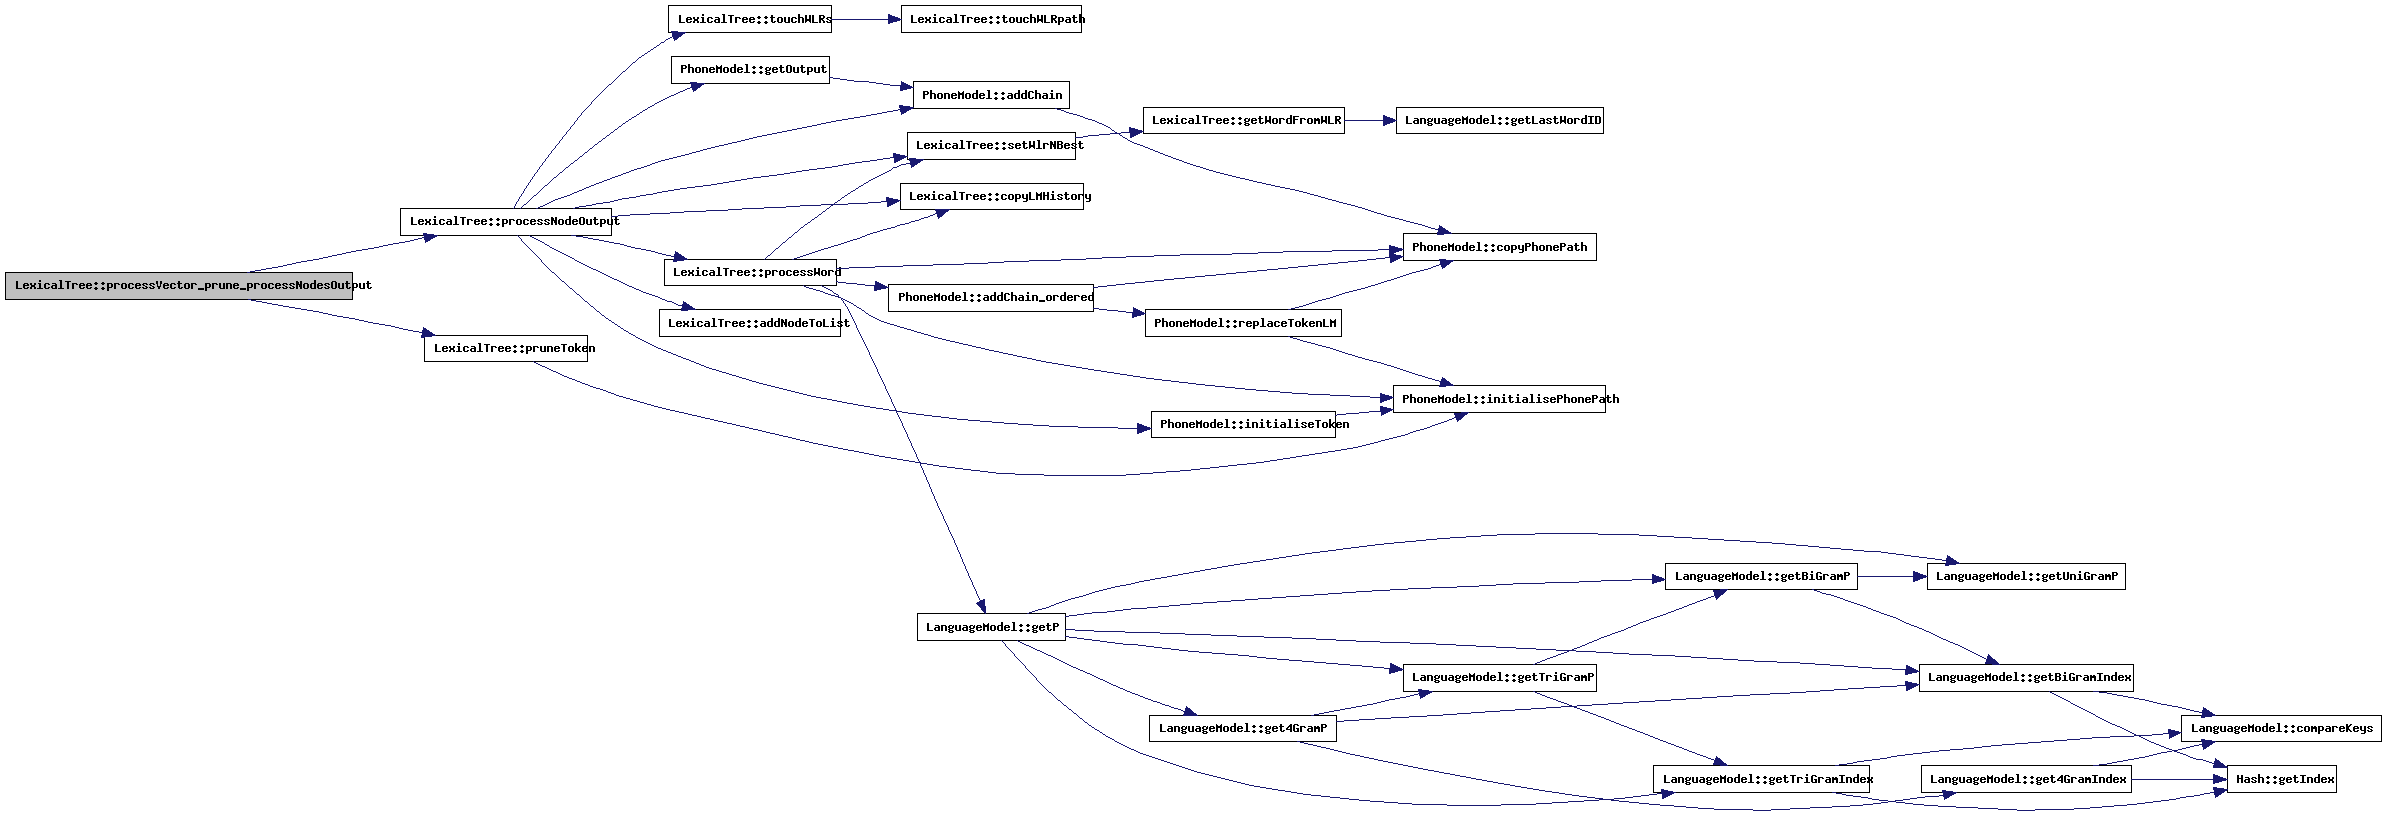 LexicalTree::touchWLRs
LexicalTree::touchWLRpath
PhoneModel::getOutput
PhoneModel::addChain
LexicalTree::getWordFromWLR
LanguageModel::getLastWordID
LexicalTree::setWlrNBest
LexicalTree::copyLMHistory
LexicalTree::processNodeOutput
PhoneModel::copyPhonePath
LexicalTree::processWord
LexicalTree::processVector_prune_processNodesOutput
PhoneModel::addChain_ordered
LexicalTree::addNodeToList
PhoneModel::replaceTokenLM
LexicalTree::pruneToken
PhoneModel::initialisePhonePath
PhoneModel::initialiseToken
LanguageModel::getBiGramP
LanguageModel::getUniGramP
LanguageModel::getP
LanguageModel::getTriGramP
LanguageModel::getBiGramIndex
LanguageModel::get4GramP
LanguageModel::compareKeys
LanguageModel::getTriGramIndex
LanguageModel::get4GramIndex
Hash::getIndex